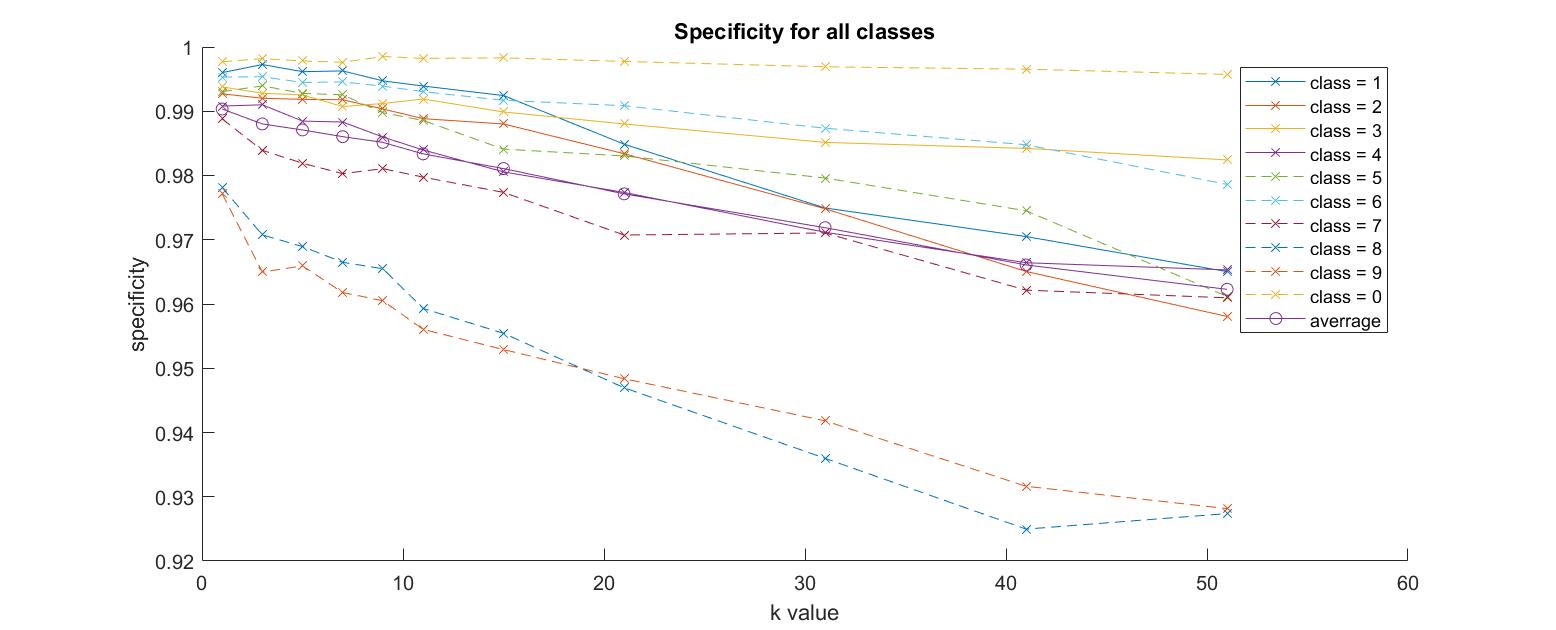 Specificity for all classes
1
0.99
0.98
0.97
0.96
0.95
0.94
0.93
0.92
specificity
0
10
20
30
40
50
60
k value
class = 1
class = 2
class = 3
class = 4
class = 5
class = 6
class = 7
class = 8
class = 9
class = 0
averrage